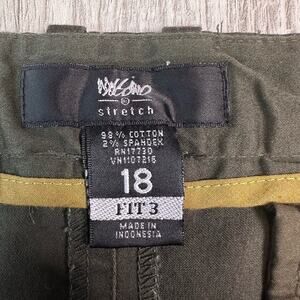 Mossimo
stretch
98% COTTON
2% SPANDEX
RN17730
VN1107216
18
FIT 3
MADE IN
INDONESIA